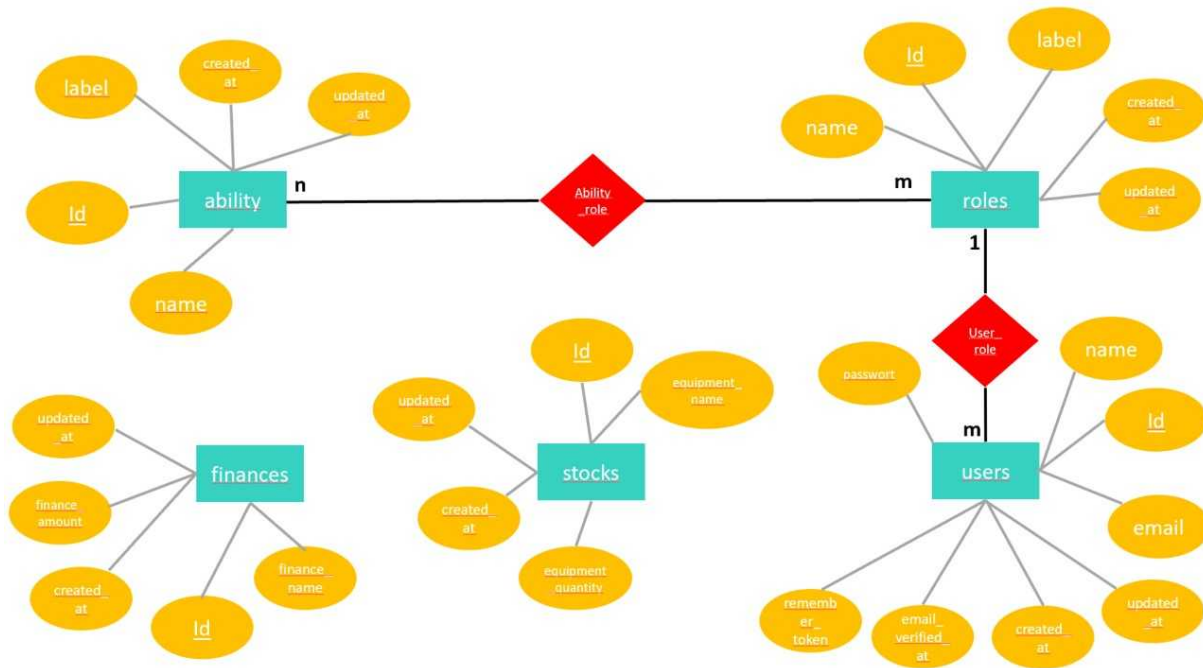 label
created_
at
updated
_at
Id
name
ability
n
Ability
_role
m
roles
Id
label
name
created_
at
updated
_at
1
User_
role
m
users
passwort
name
Id
email
updated
_at
created_
at
email_
verified_
at
rememb
er_
token
Id
equipment_
name
updated
_at
stocks
created_
at
equipment
_quantity
updated
_at
finances
finance_
amount
created_
at
Id
finance_
name